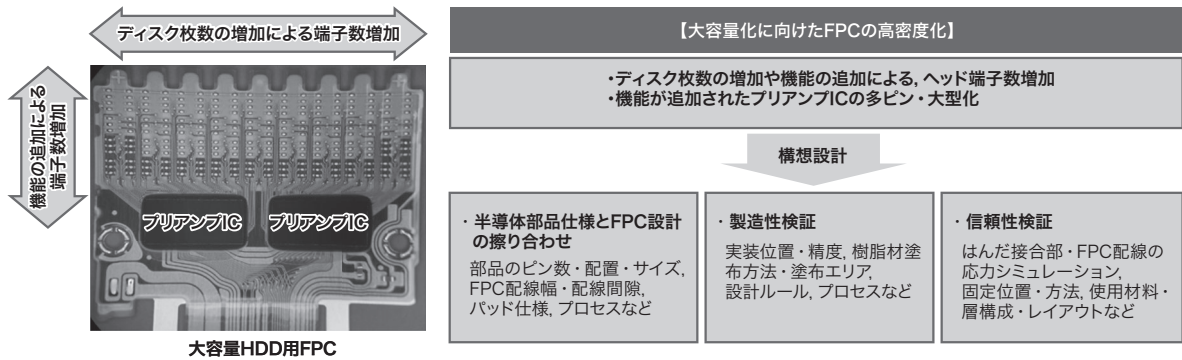 ディスク枚数の増加による端子数増加
機能の追加による
端子数増加
プリアンプIC
プリアンプIC
大容量HDD用FPC
【大容量化に向けたFPCの高密度化】
・ディスク枚数の増加や機能の追加による, ヘッド端子数増加
・機能が追加されたプリアンプICの多ピン・大型化
構想設計
・半導体部品仕様とFPC設計
の擦り合わせ
部品のピン数・配置・サイズ,
FPC配線幅・配線間隙,
パッド仕様, プロセスなど
・製造性検証
実装位置・精度, 樹脂材塗
布方法・塗布エリア,
設計ルール, プロセスなど
・信頼性検証
はんだ接合部・FPC配線の
応力シミュレーション,
固定位置・方法, 使用材料・
層構成・レイアウトなど